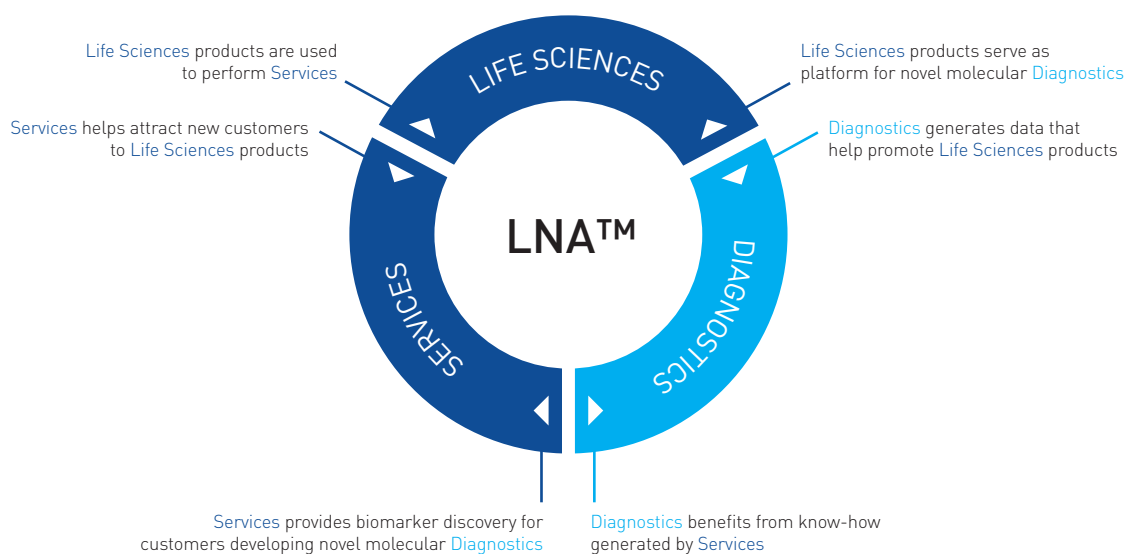 Life Sciences products are used
to perform Services
LIFE SCIENCES
Life Sciences products serve as
platform for novel molecular Diagnostics
Services helps attract new customers
to Life Sciences products
Diagnostics generates data that
help promote Life Sciences products
LNA™
SERVICES
DIAGNOSTICS
Services provides biomarker discovery for
customers developing novel molecular Diagnostics
Diagnostics benefits from know-how
generated by Services